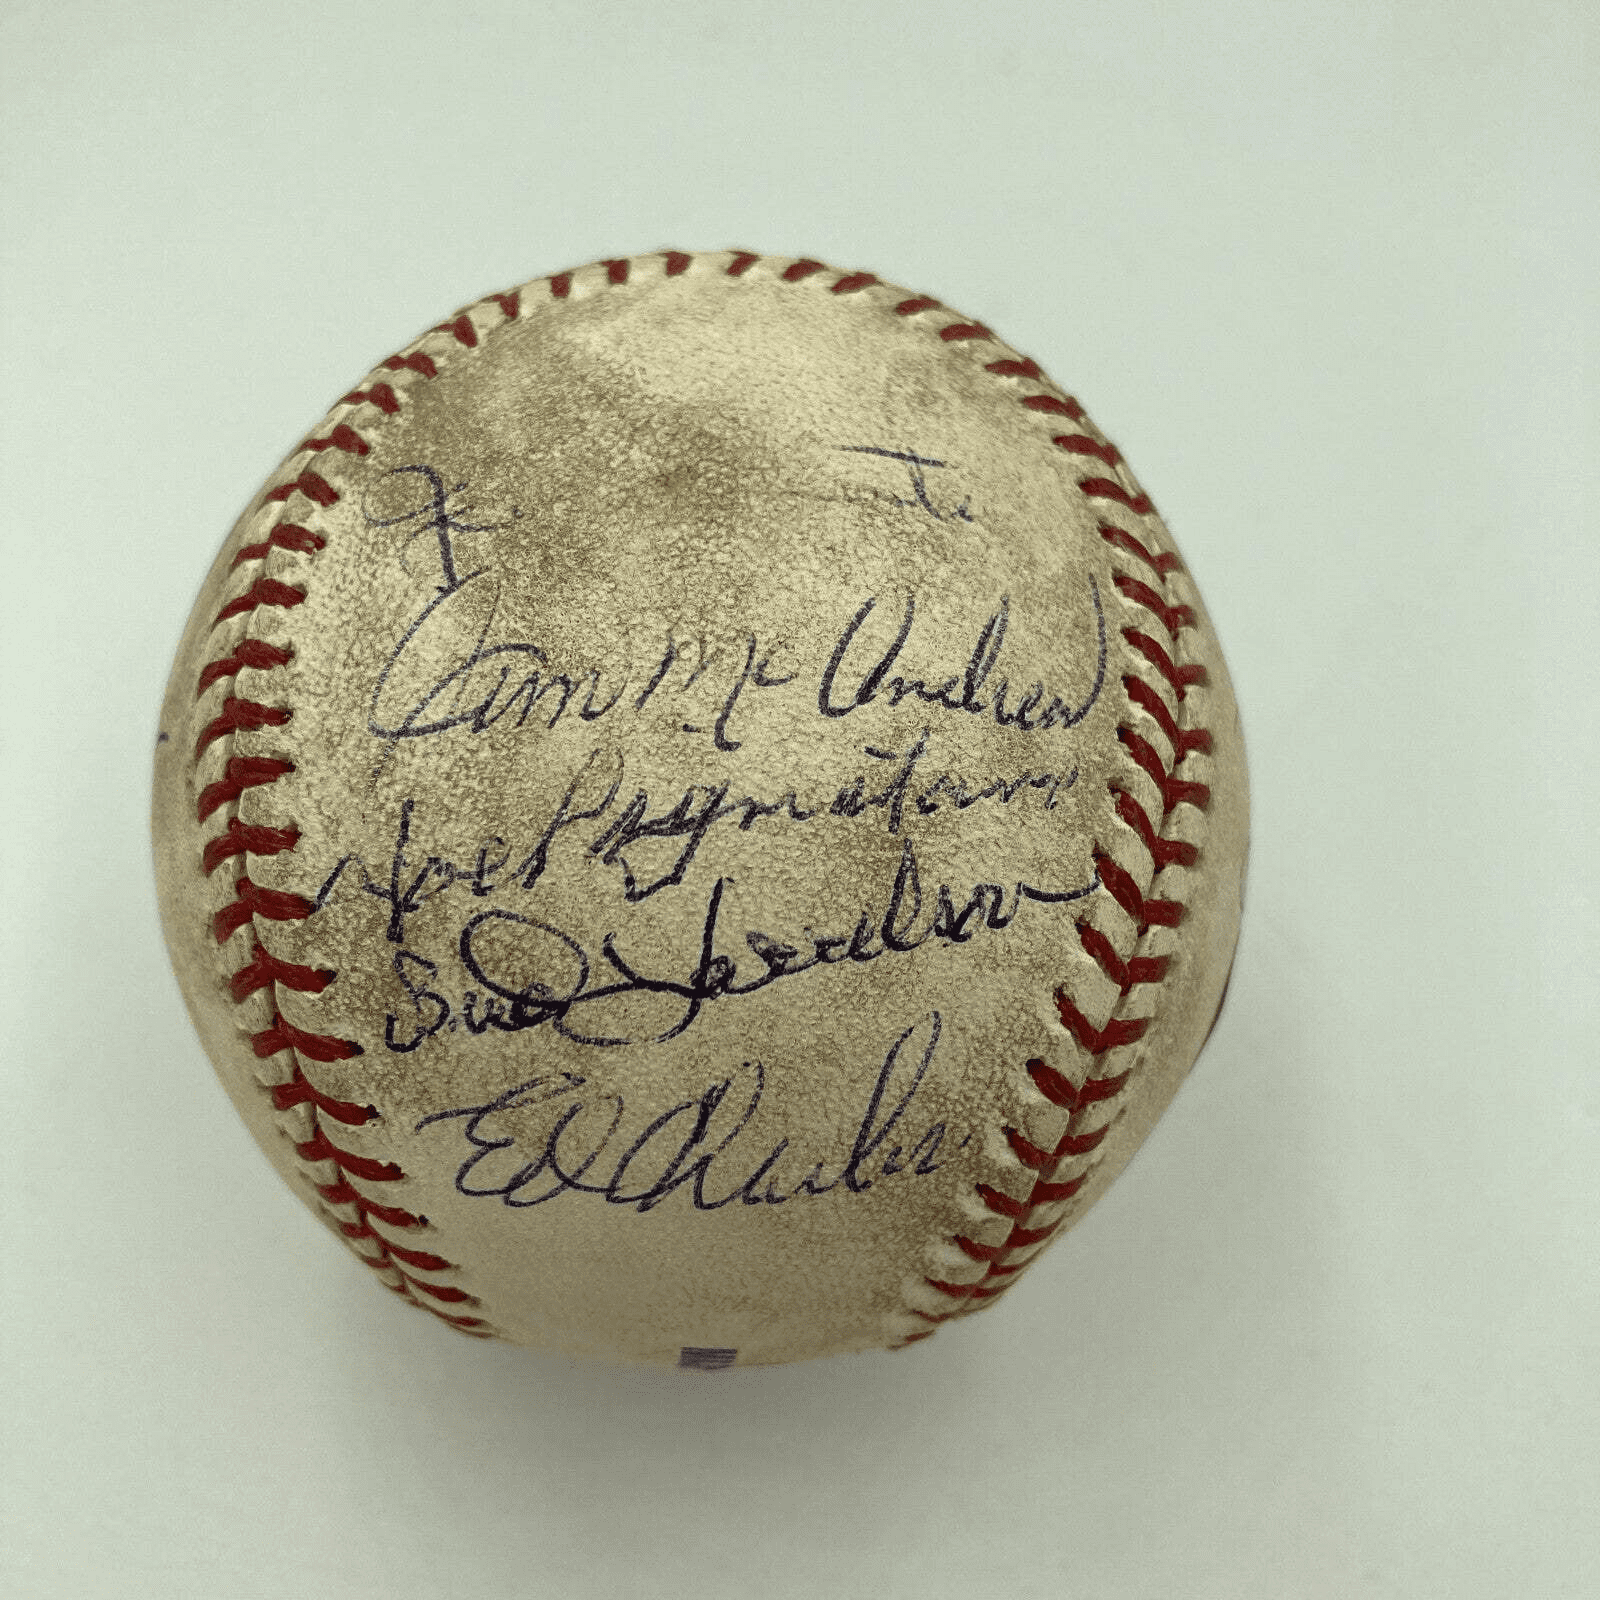 Jim McAndrew
Joe Pignatano
Bud Harrelson
Ed Charles